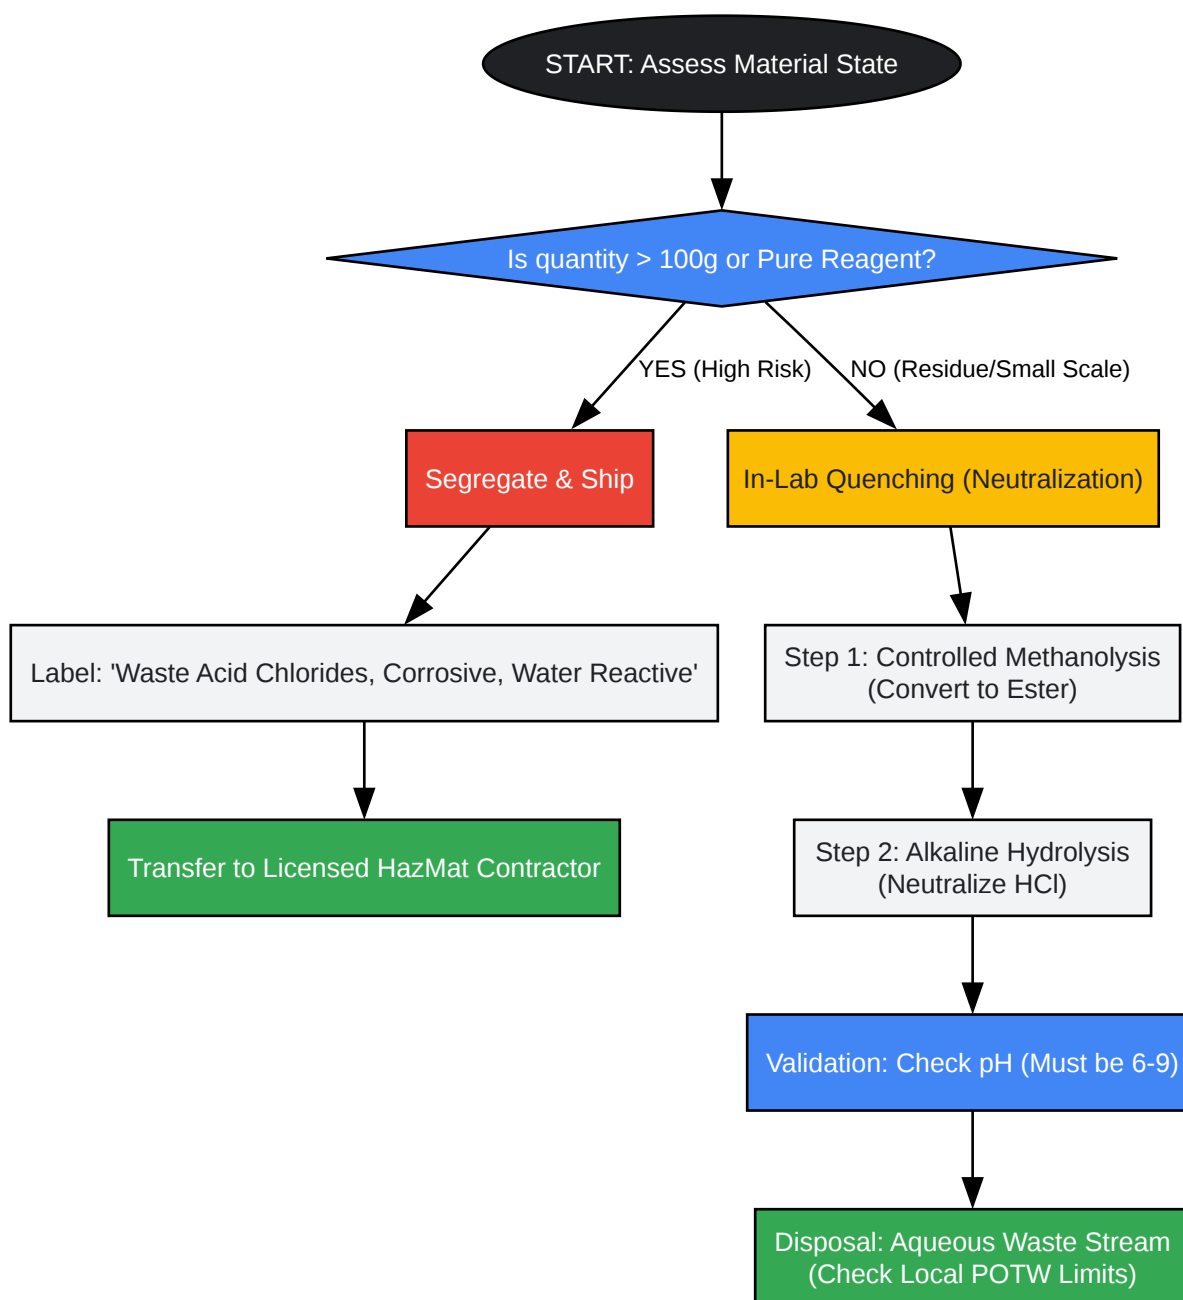 START: Assess Material State
Is quantity > 100g or Pure Reagent?
YES (High Risk)
NO (Residue/Small Scale)
Segregate & Ship
In-Lab Quenching (Neutralization)
Label: 'Waste Acid Chlorides, Corrosive, Water Reactive'
Step 1: Controlled Methanolysis
(Convert to Ester)
Transfer to Licensed HazMat Contractor
Step 2: Alkaline Hydrolysis
(Neutralize HCl)
Validation: Check pH (Must be 6-9)
Disposal: Aqueous Waste Stream
(Check Local POTW Limits)